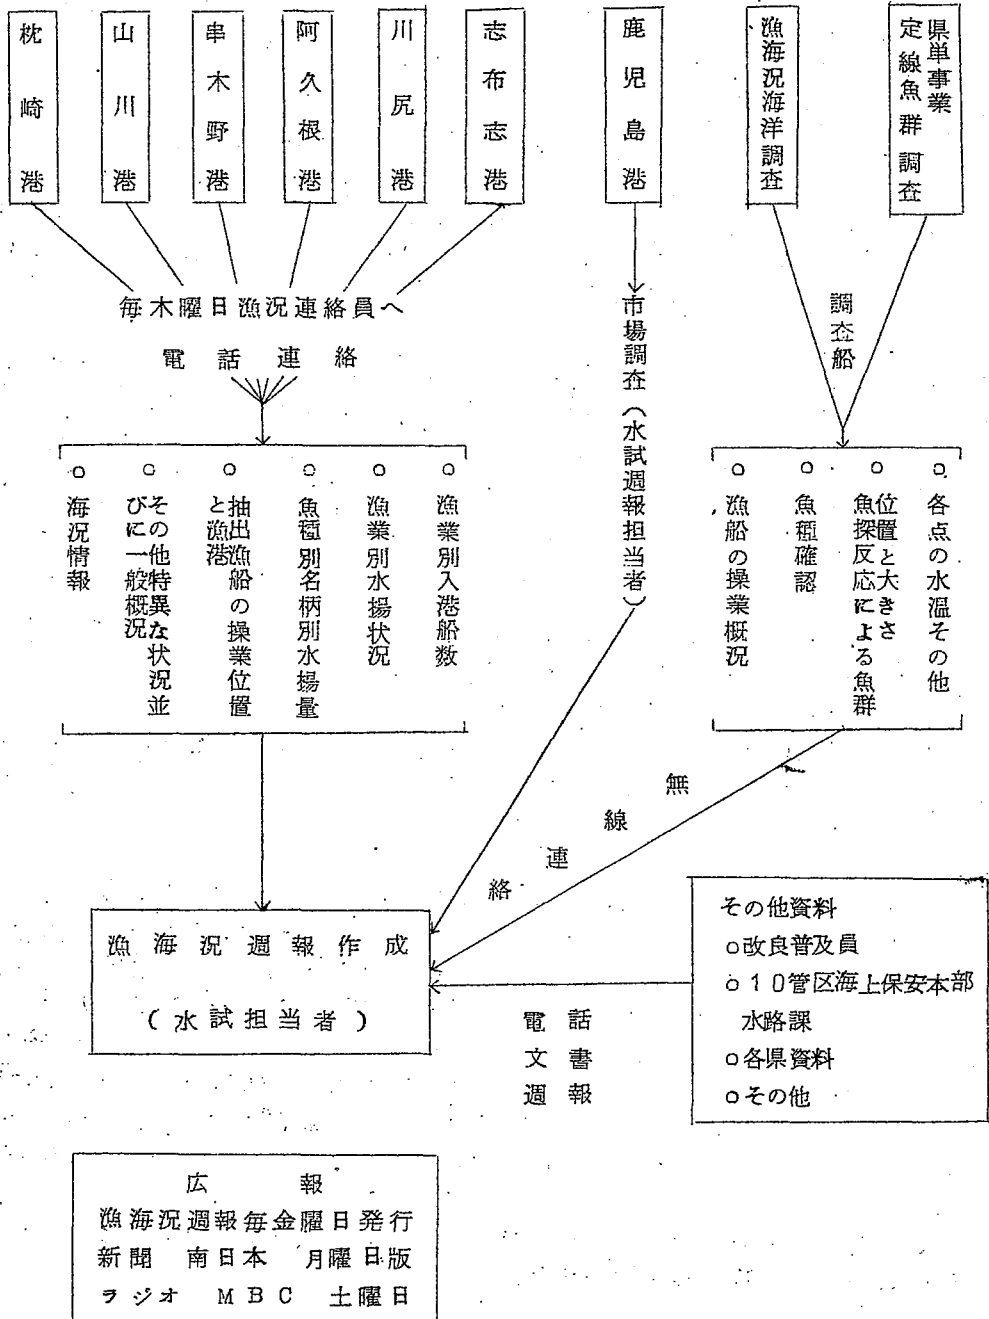 枕崎港
山川港
串木野港
阿久根港
川尻港
志布志港
鹿児島港
漁海況海洋調査
県単事業
定線魚群調査
毎木曜日漁況連絡員へ
電話連絡
市場調査(水試週報担当者)
調査船
○漁業別入港船数
○漁業別水揚状況
○魚種別名柄別水揚量
○抽出漁船の操業位置
と漁港
○その他特異な状況並
びに一般概況
○海況情報
○各点の水温その他
○魚探反応による魚群
位置と大きさ
○魚種確認
○漁船の操業概況
無線連絡
漁海況週報作成
(水試担当者)
電話
文書
週報
その他資料
○改良普及員
○10管区海上保安本部
水路課
○各県資料
○その他
広報
漁海況週報毎金曜日発行
新聞 南日本 月曜日版
ラジオ MBC 土曜日